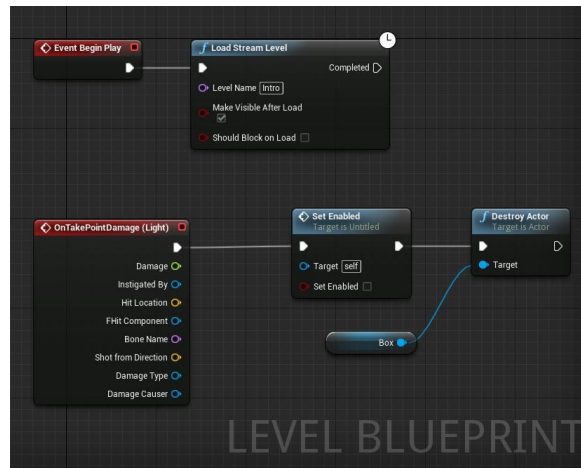 Event Begin Play
Load Stream Level
Completed
Level Name Intro
Make Visible After Load
Should Block on Load
OnTakePointDamage (Light)
Damage
Instigated By
Hit Location
FHit Component
Bone Name
Shot from Direction
Damage Type
Damage Causer
Set Enabled
Target is Untitled
Target self
Set Enabled
Destroy Actor
Target is Actor
Target
Box
LEVEL BLUEPRINT